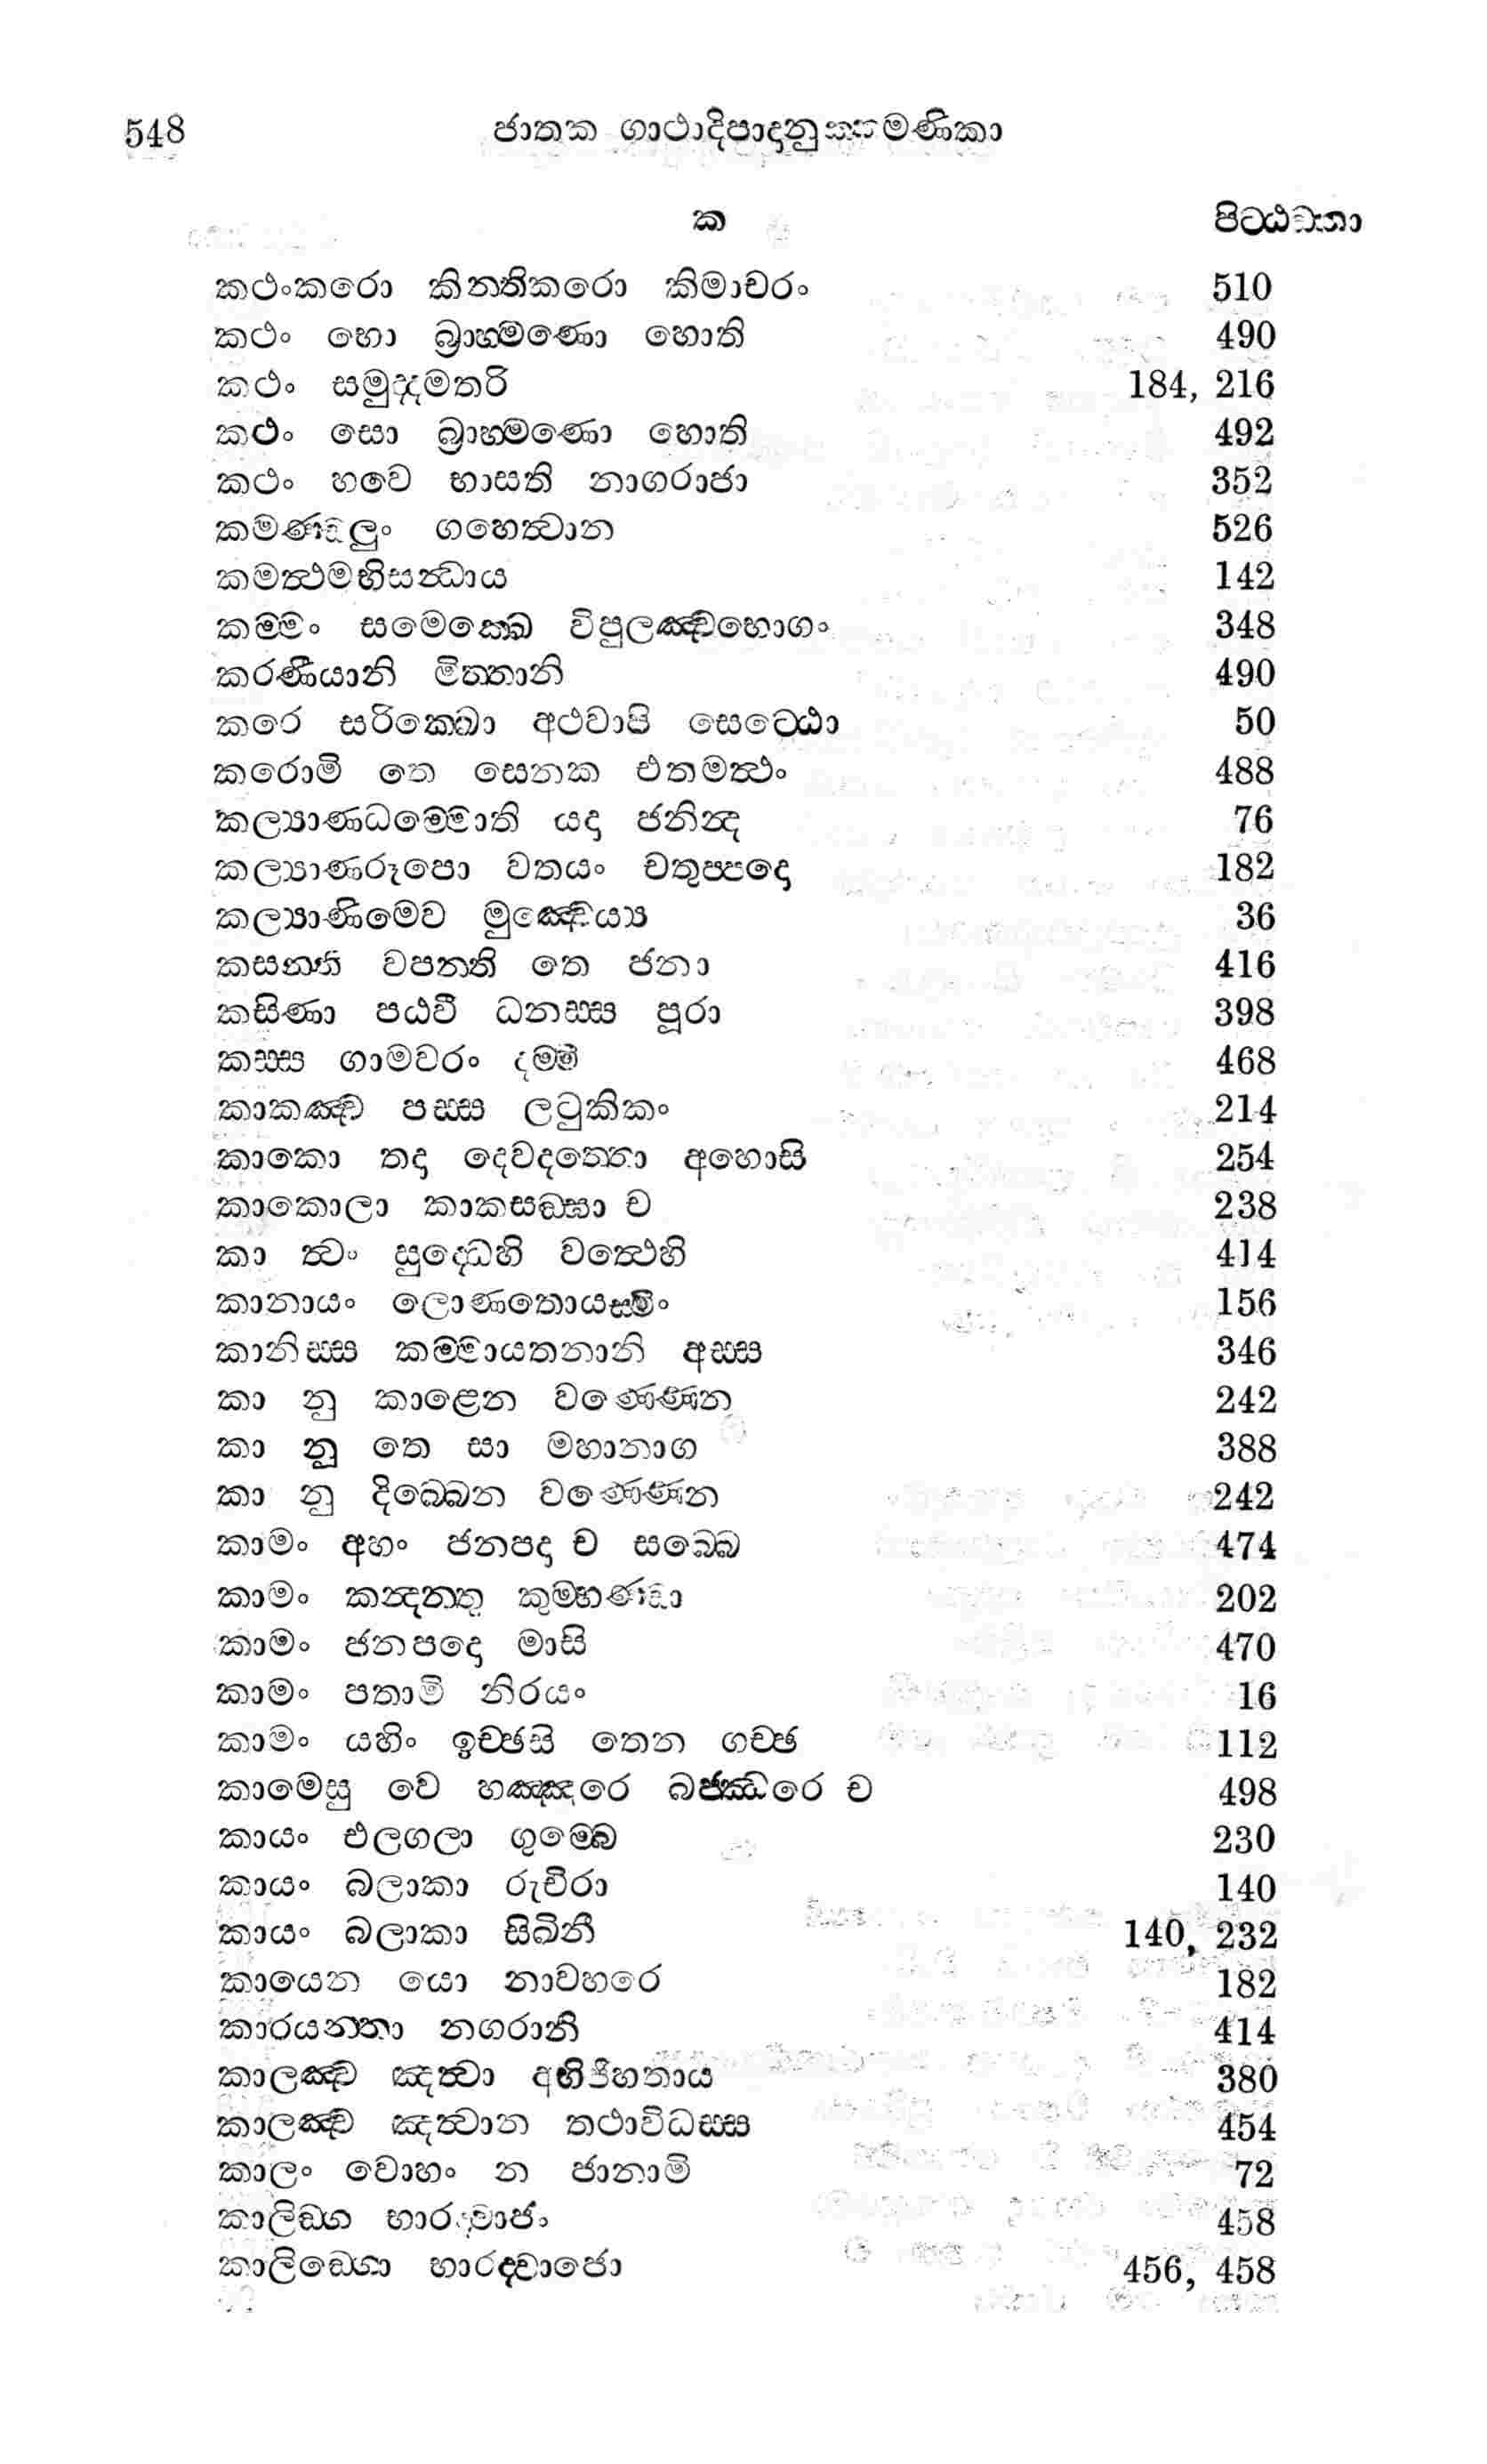 548 ජාතක ගාථාදිපාදානුක්කමණිකා
ක පිට්ඨඞ්කා
කථංකරො කින්තිකරො කිමාචරං 510
කථං භො බ්‍රාහ්මණො හොති 490
කථං සමුද්දමතරි 184, 216
කථං සො බ්‍රාහ්මණො හොති 492
කථං හවෙ භාසති නාගරාජා 352
කමණ්ඩලුං ගහෙත්වාන 526
කමත්ථමභිසන්ධාය 142
කම්මං සමෙක්ඛෙ විපුලඤ්චභොගං 348
කරණීයානි මිත්තානි 490
කරෙ සරික්ඛො අථවාපි සෙට්ඨො 50
කරොමි තෙ සෙනක එතමත්ථං 488
කල්‍යාණධම්මොති යදා ජනින්ද 76
කල්‍යාණරූපො වතයං චතුප්පදො 182
කල්‍යාණිමෙව මුඤ්චෙය්‍ය 36
කසන්ති වපන්ති තෙ ජනා 416
කසිණා පඨවී ධනස්ස පූරා 398
කස්ස ගාමවරං දම්මි 468
කාකඤ්ච පස්ස ලටුකිකං 214
කාකො තදා දෙවදත්තො අහොසි 254
කාකොලා කාකසඞ්ඝා ච 238
කා ත්වං සුද්ධෙහි වත්ථෙහි 414
කානායං ලොණතොයස්මිං 156
කානිස්ස කම්මායතනානි අස්ස 346
කා නු කාළෙන වණ්ණෙන 242
කා නූ තෙ සා මහානාග 388
කා නු දිබ්බෙන වණ්ණෙන 242
කාමං අහං ජනපදා ච සබ්බෙ 474
කාමං කන්දන්තු කුම්භණ්ඩා 202
කාමං ජනපදො මාසි 470
කාමං පතාමි නිරයං 16
කාමං යහිං ඉච්ඡසි තෙන ගච්ඡ 112
කාමෙසු වෙ හඤ්ඤරෙ බජ්ඣරෙ ච 498
කායං එලගලා ගුම්බෙ 230
කායං බලාකා රුචිරා 140
කායං බලාකා සිඛිනී 140, 232
කායෙන යො නාවහරෙ 182
කාරයන්තා නගරානි 414
කාලඤ්ච ඤත්වා අභිජීහතාය 380
කාලඤ්ච ඤත්වාන තථාවිධස්ස 454
කාලං වොහං න ජානාමි 72
කාලිඞ්ග භාරද්වාජං 458
කාලිඞ්ගො භාරද්වාජො 456, 458